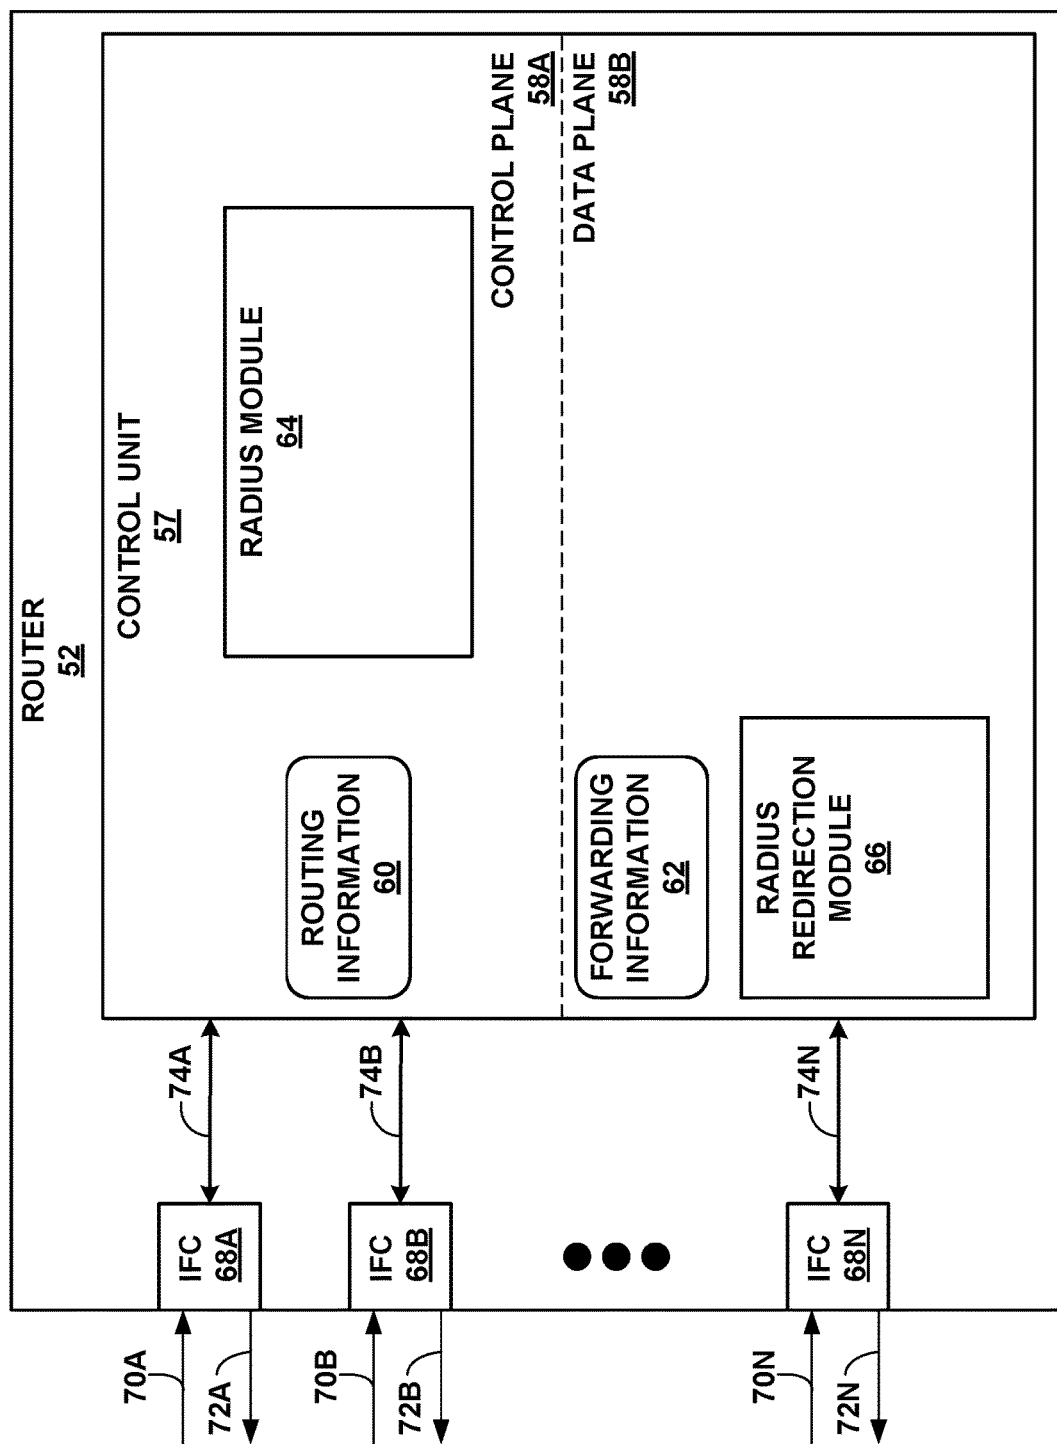 ROUTER
52
CONTROL UNIT
57
RADIUS MODULE
64
CONTROL PLANE
58A
DATA PLANE
58B
ROUTING
INFORMATION
60
FORWARDING
INFORMATION
62
RADIUS
REDIRECTION
MODULE
66
74A
74B
74N
IFC
68A
IFC
68B
IFC
68N
70A
72A
70B
72B
70N
72N